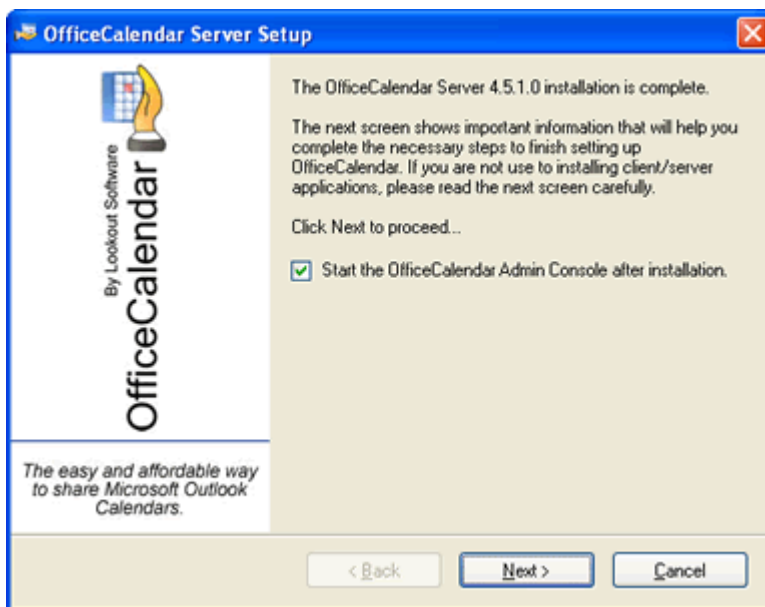 OfficeCalendar Server Setup
By Lookout Software
OfficeCalendar
The easy and affordable way
to share Microsoft Outlook
Calendars.
The OfficeCalendar Server 4.5.1.0 installation is complete.
The next screen shows important information that will help you
complete the necessary steps to finish setting up
OfficeCalendar. If you are not use to installing client/server
applications, please read the next screen carefully.
Click Next to proceed...
Start the OfficeCalendar Admin Console after installation.
< Back
Next >
Cancel